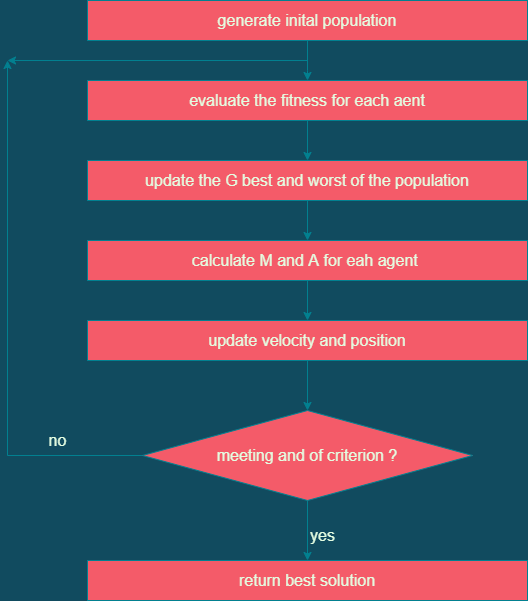 generate inital population
evaluate the fitness for each aent
update the G best and worst of the population
calculate M and A for eah agent
update velocity and position
meeting and of criterion ?
no
yes
return best solution